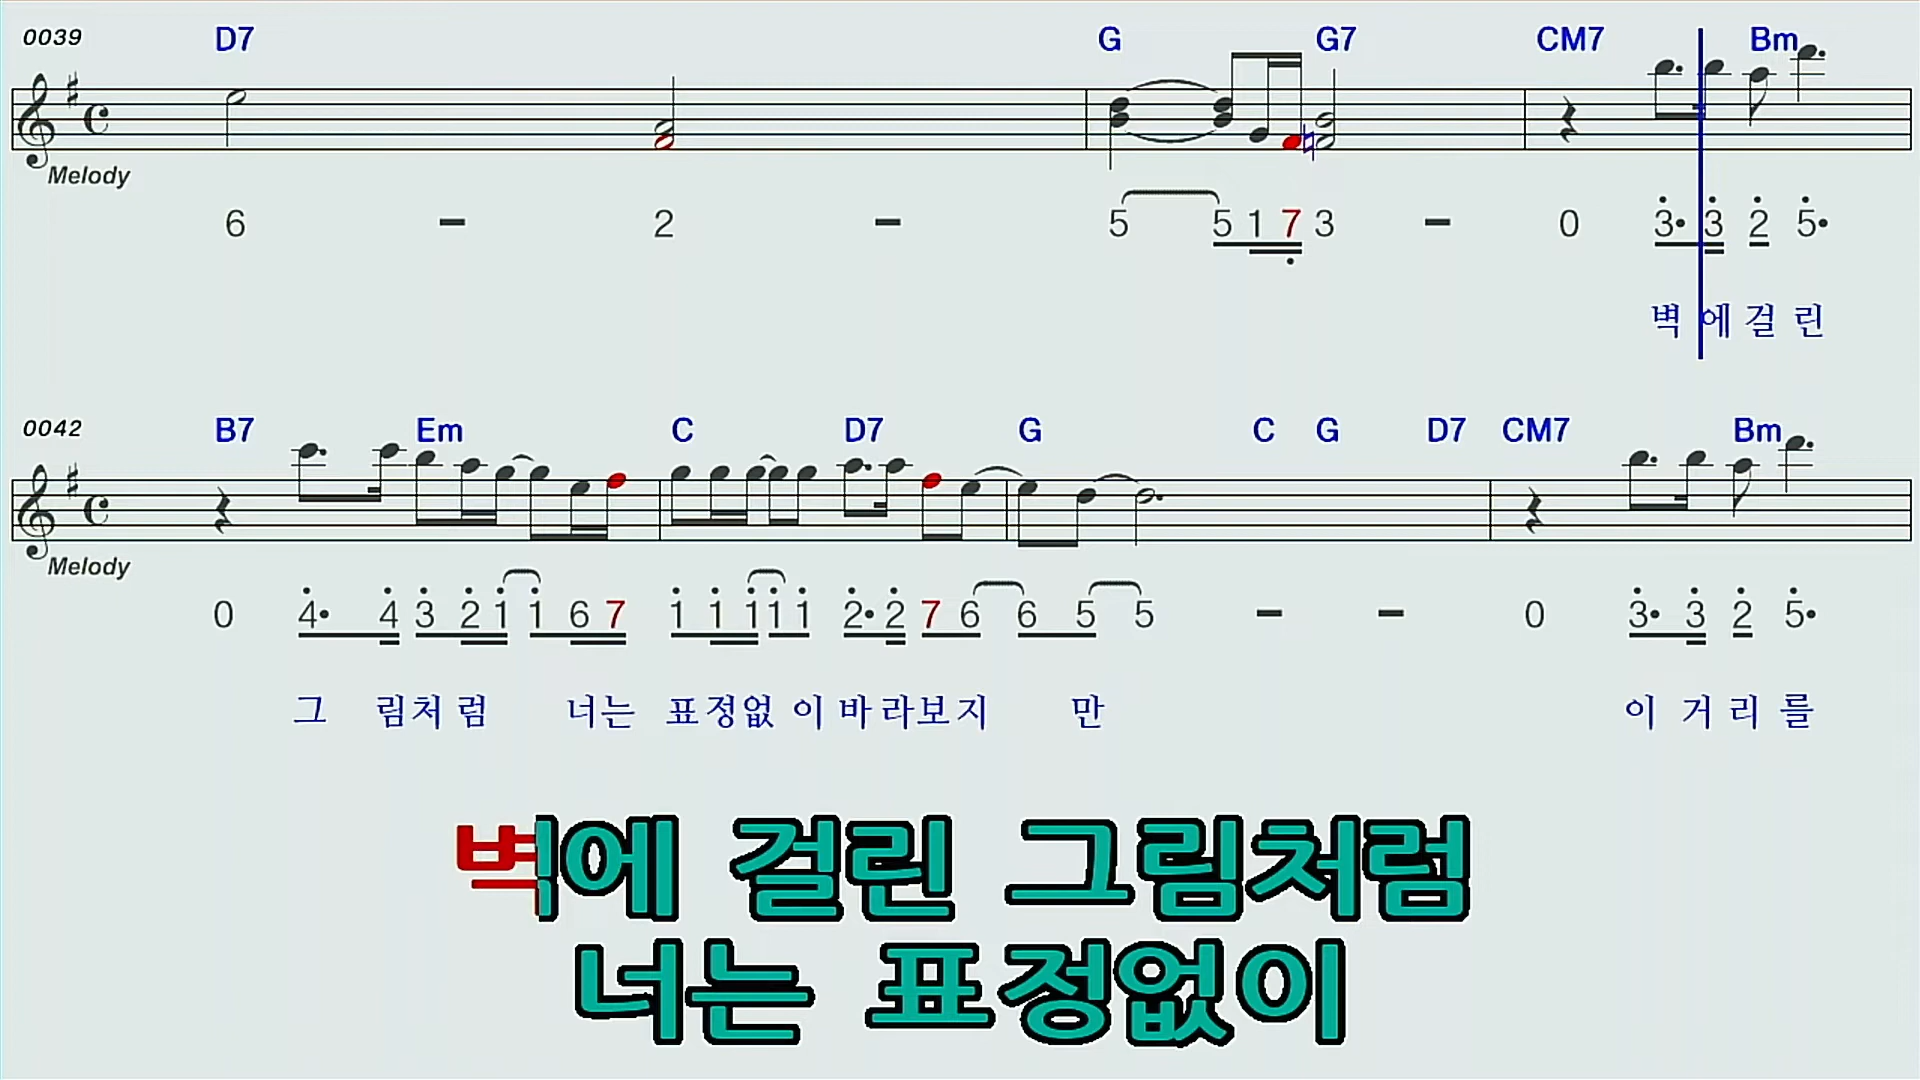 0039 D7 G G7 CM7 Bm
Melody
6 - 2 - 5 5 1 7 3 - 0 3· 3 2 5·
벽 에 걸 린
0042 B7 Em C D7 G C G D7 CM7 Bm
Melody
0 4· 4 3 2 1 1 6 7 1 1 1 1 1 2· 2 7 6 6 5 5 - - 0 3· 3 2 5·
그 림처 럼 너는 표정없 이 바 라보지 만 이 거 리 를
벽에 걸린 그림처럼
너는 표정없이